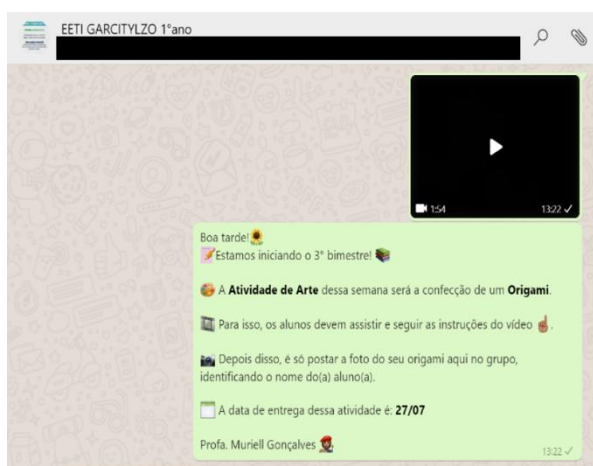 EETI GARCITYLZO 1°ano
1:54 13:22
Boa tarde!🌻
📝Estamos iniciando o 3° bimestre! 📚
🎨 A Atividade de Arte dessa semana será a confecção de um Origami.
🎞️ Para isso, os alunos devem assistir e seguir as instruções do vídeo ☝🏽.
📸 Depois disso, é só postar a foto do seu origami aqui no grupo,
identificando o nome do(a) aluno(a).
🗓️ A data de entrega dessa atividade é: 27/07
Profa. Muriell Gonçalves 👩🏽‍🎨
13:22